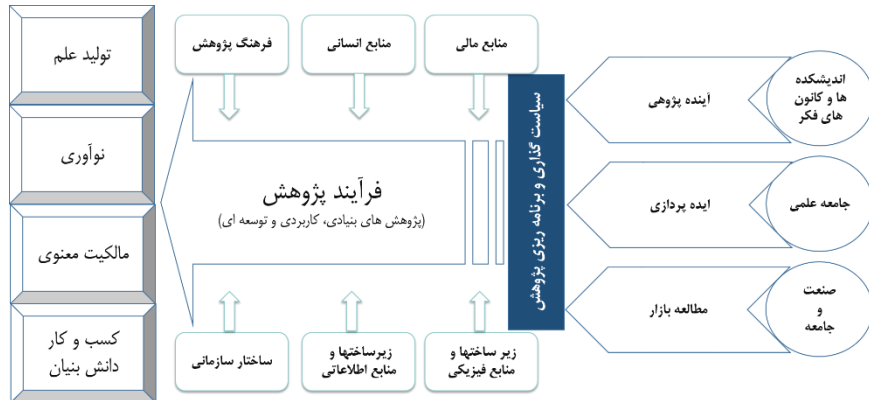 اندیشکده
ها و کانون
های فکر
آینده پژوهی
جامعه علمی
ایده پردازی
صنعت
و
جامعه
مطالعه بازار
سیاست گذاری و برنامه ریزی پژوهش
منابع مالی
منابع انسانی
فرهنگ پژوهش
فرآیند پژوهش
(پژوهش های بنیادی، کاربردی و توسعه ای)
زیر ساختها و
منابع فیزیکی
زیرساختها و
منابع اطلاعاتی
ساختار سازمانی
تولید علم
نوآوری
مالکیت معنوی
کسب و کار
دانش بنیان